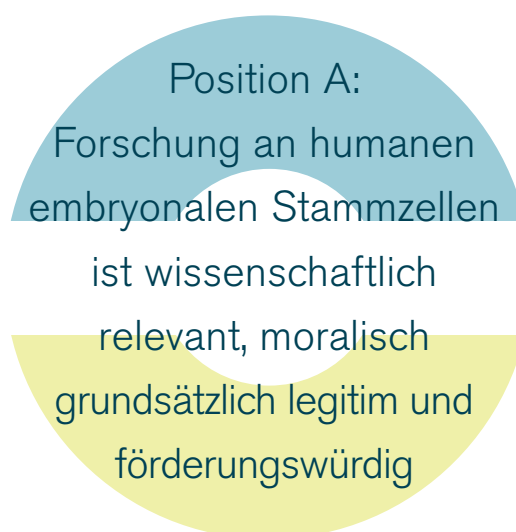 Position A:
Forschung an humanen
embryonalen Stammzellen
ist wissenschaftlich
relevant, moralisch
grundsätzlich legitim und
förderungswürdig